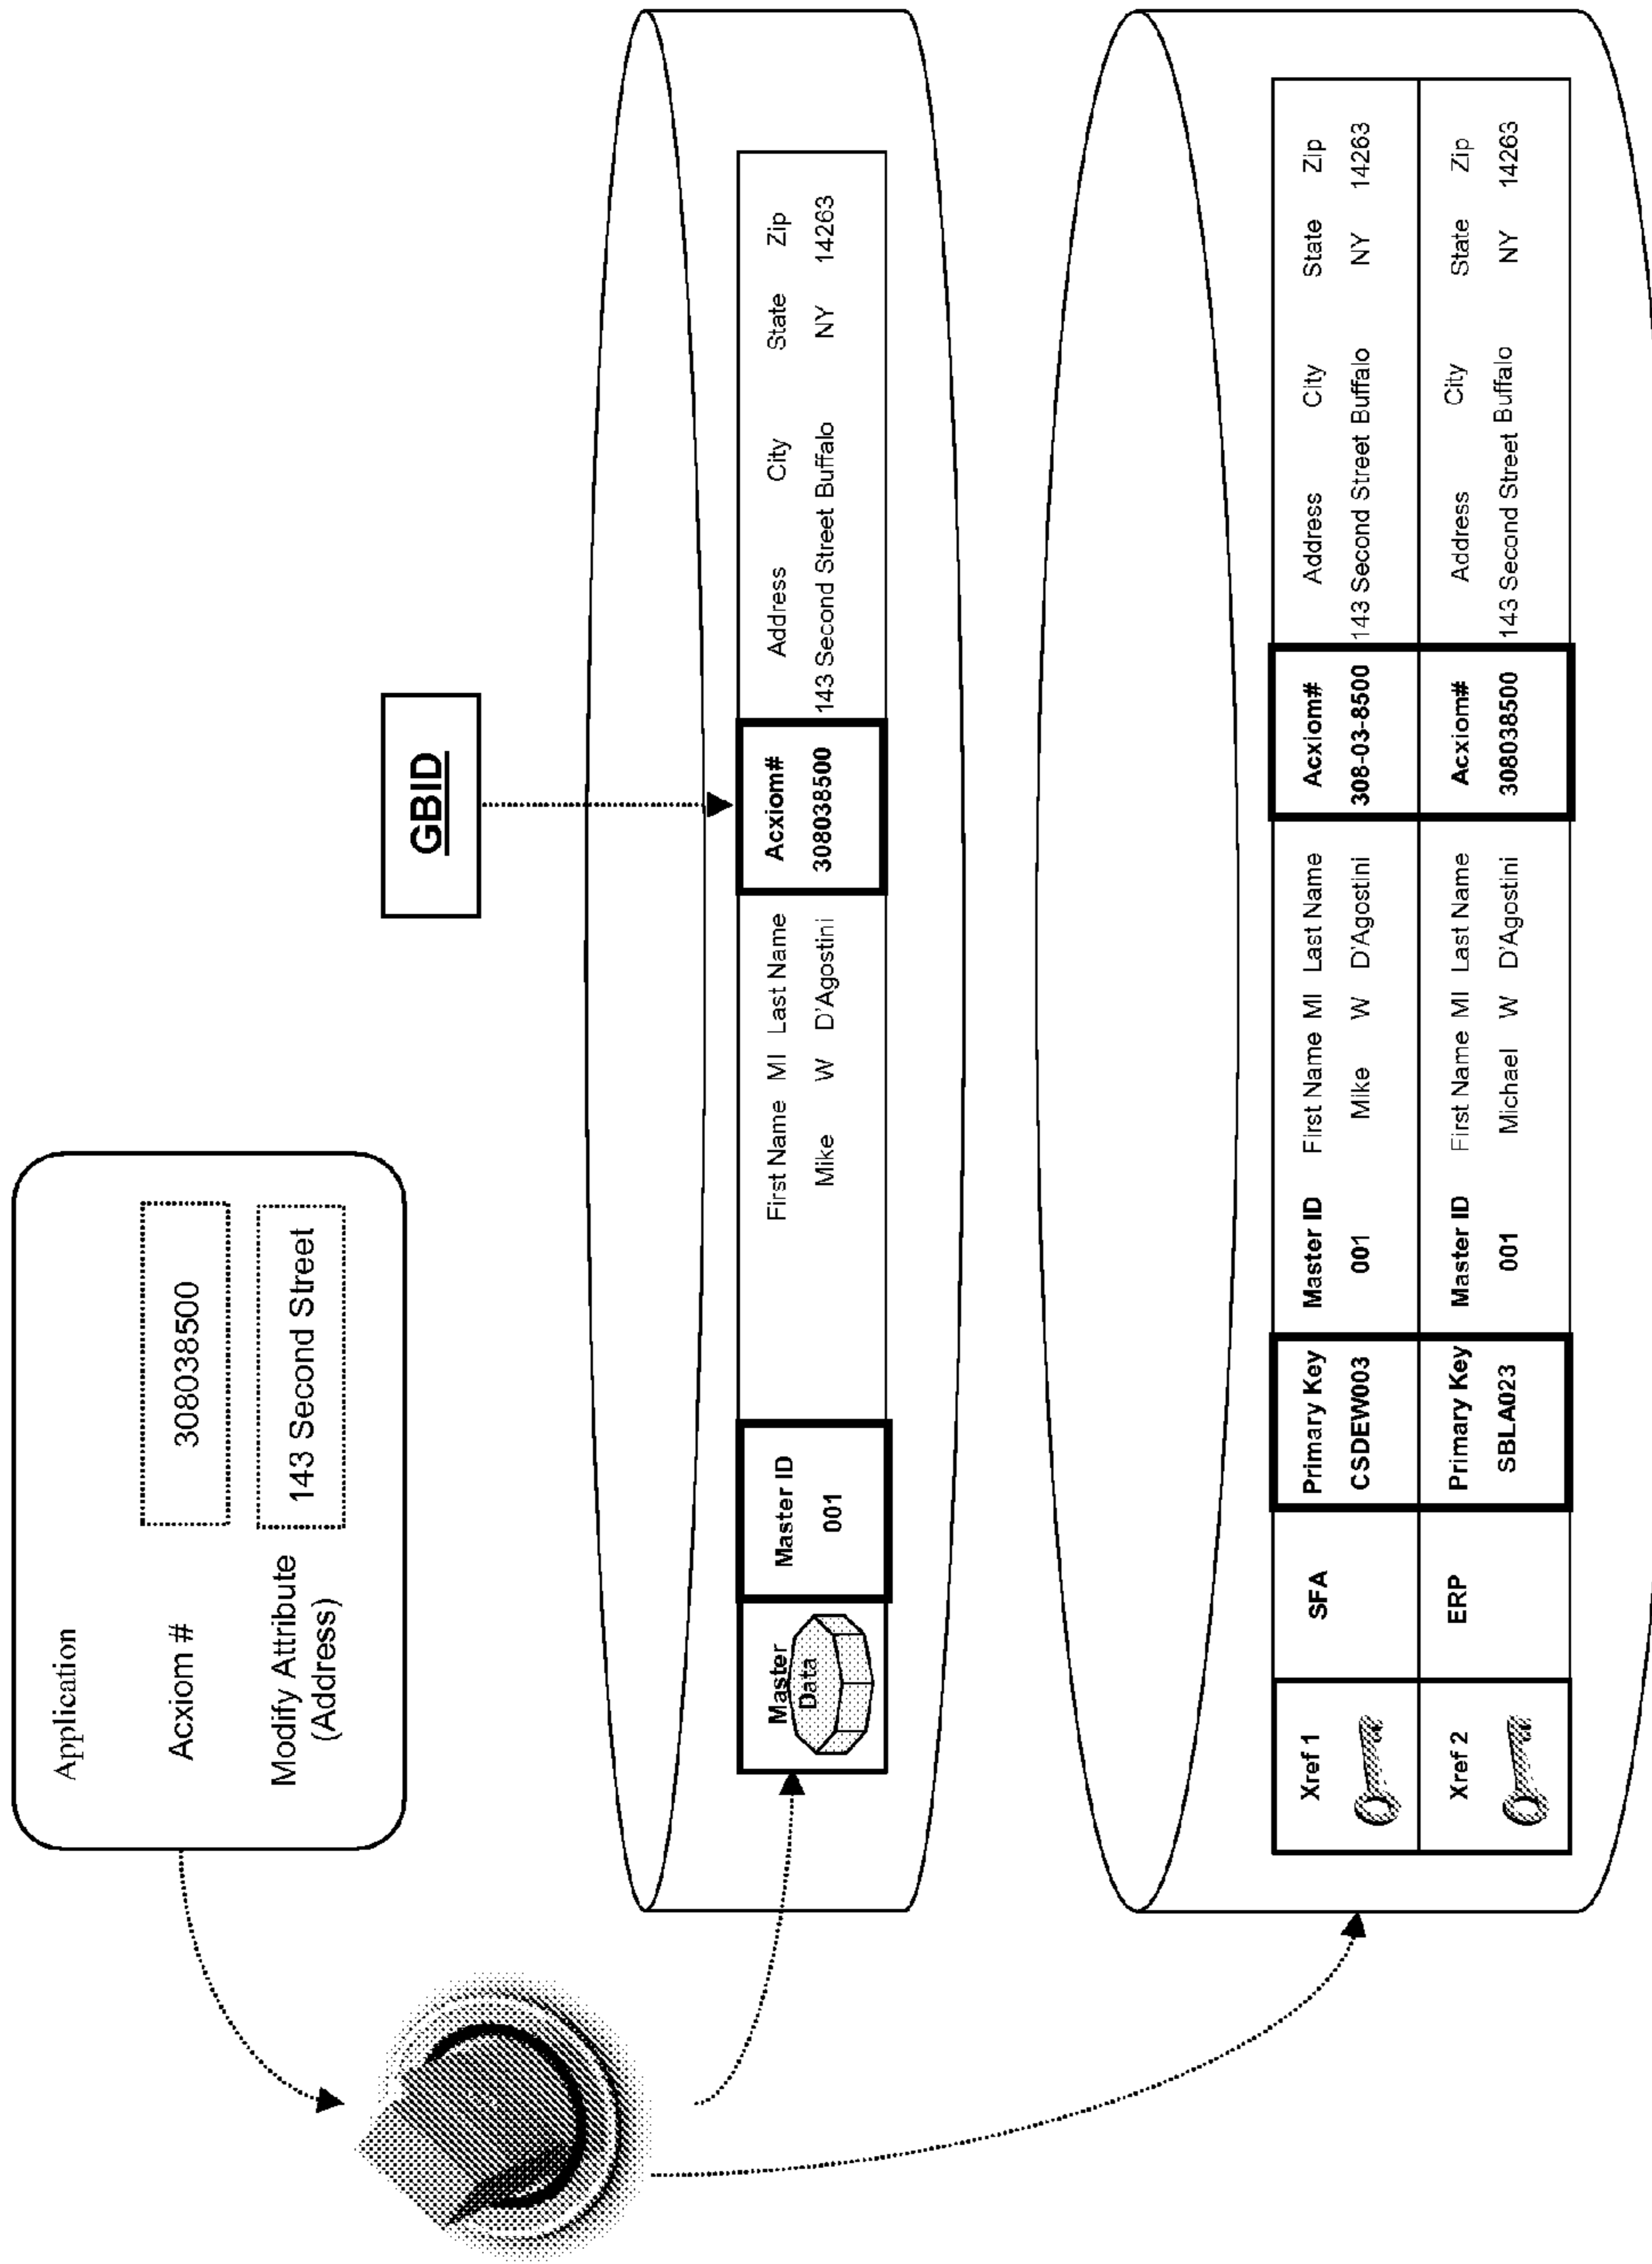 Application
Acxiom # 308038500
Modify Attribute 143 Second Street
(Address)
GBID
Master
Data
Master ID First Name MI Last Name Acxiom# Address City State Zip
001 Mike W D'Agostini 308038500 143 Second Street Buffalo NY 14263
Xref 1 SFA Primary Key Master ID First Name MI Last Name Acxiom# Address City State Zip
CSDEW003 001 Mike W D'Agostini 308-03-8500 143 Second Street Buffalo NY 14263
Xref 2 ERP Primary Key Master ID First Name MI Last Name Acxiom# Address City State Zip
SBLA023 001 Michael W D'Agostini 308038500 143 Second Street Buffalo NY 14263